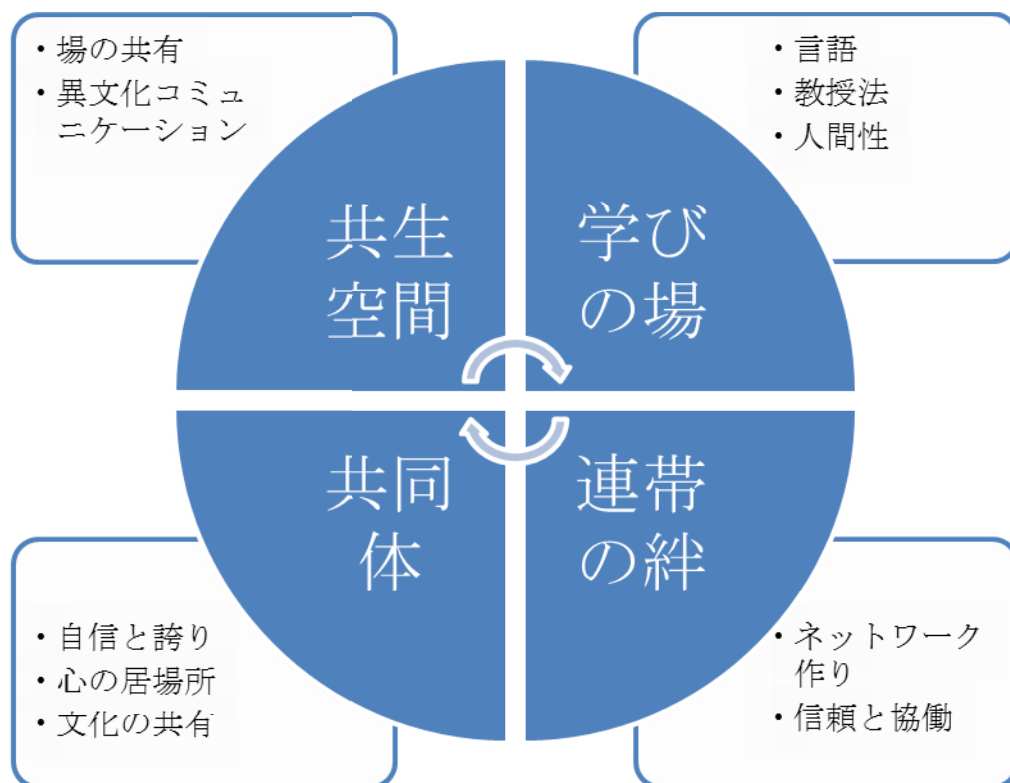 ・場の共有
・異文化コミュ
ニケーション
・言語
・教授法
・人間性
共生
空間
学び
の場
共同
体
連帯
の絆
・自信と誇り
・心の居場所
・文化の共有
・ネットワーク
作り
・信頼と協働